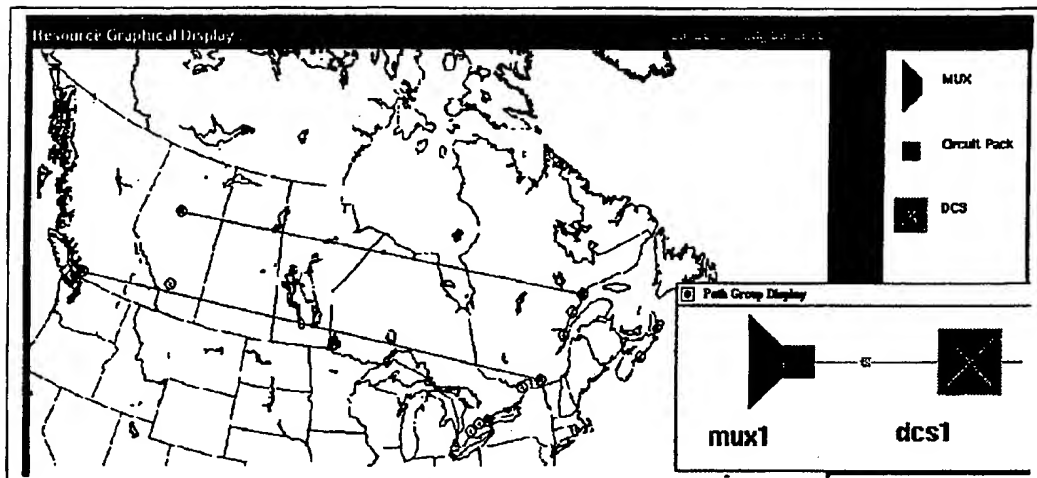 Resource Graphical Display
MUX
Circuit Pack
DCS
Path Group Display
mux1
dcs1